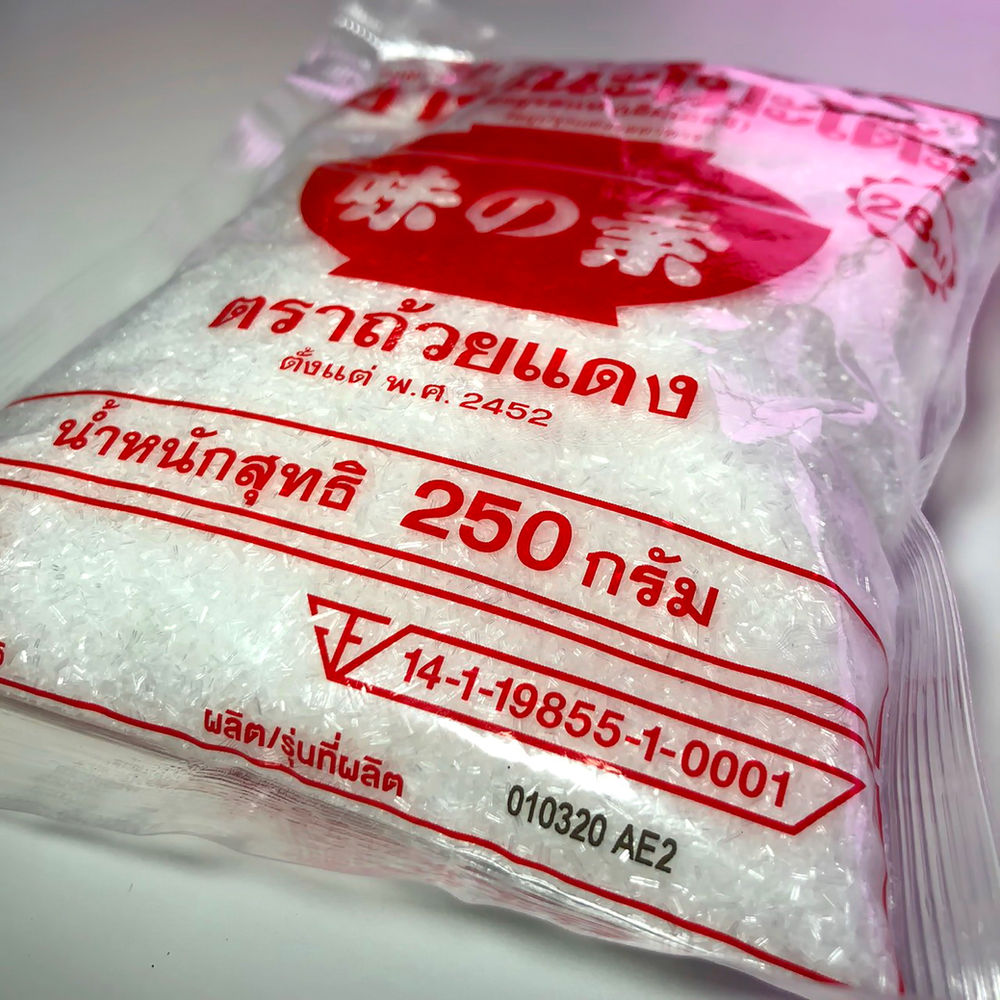 味の素
ตราถ้วยแดง
ตั้งแต่ พ.ศ. 2452
น้ำหนักสุทธิ 250 กรัม
14-1-19855-1-0001
ผลิต/รุ่นที่ผลิต
010320 AE2